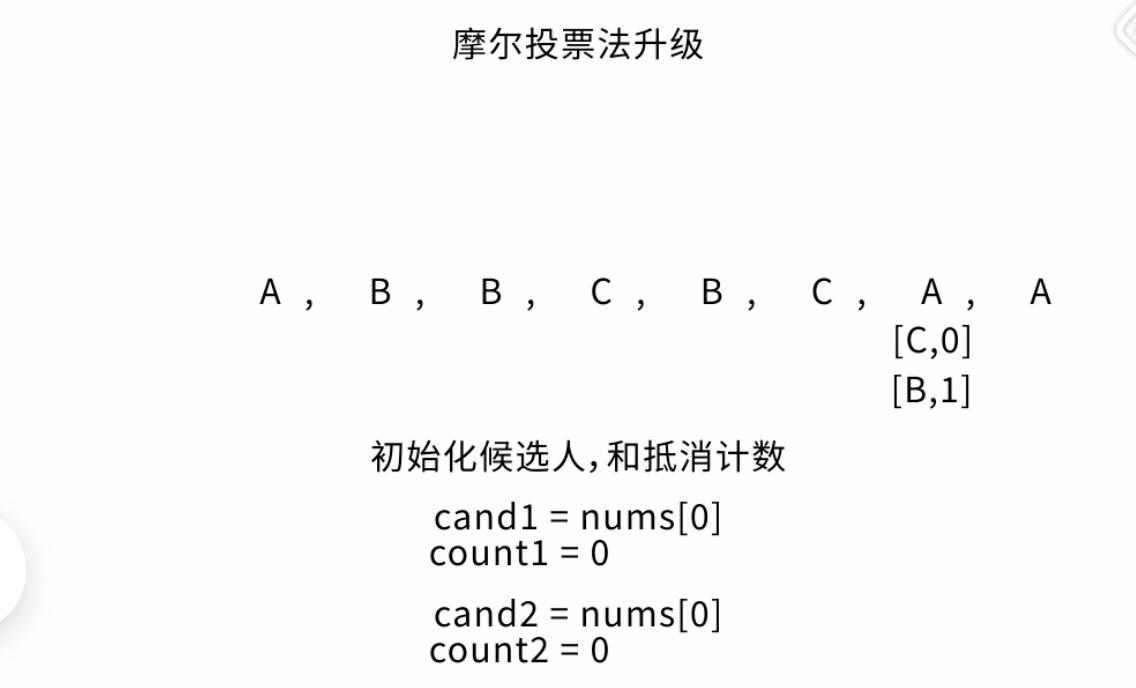 摩尔投票法升级
A , B , B , C , B , C , A , A
[C,0]
[B,1]
初始化候选人,和抵消计数
cand1 = nums[0]
count1 = 0
cand2 = nums[0]
count2 = 0